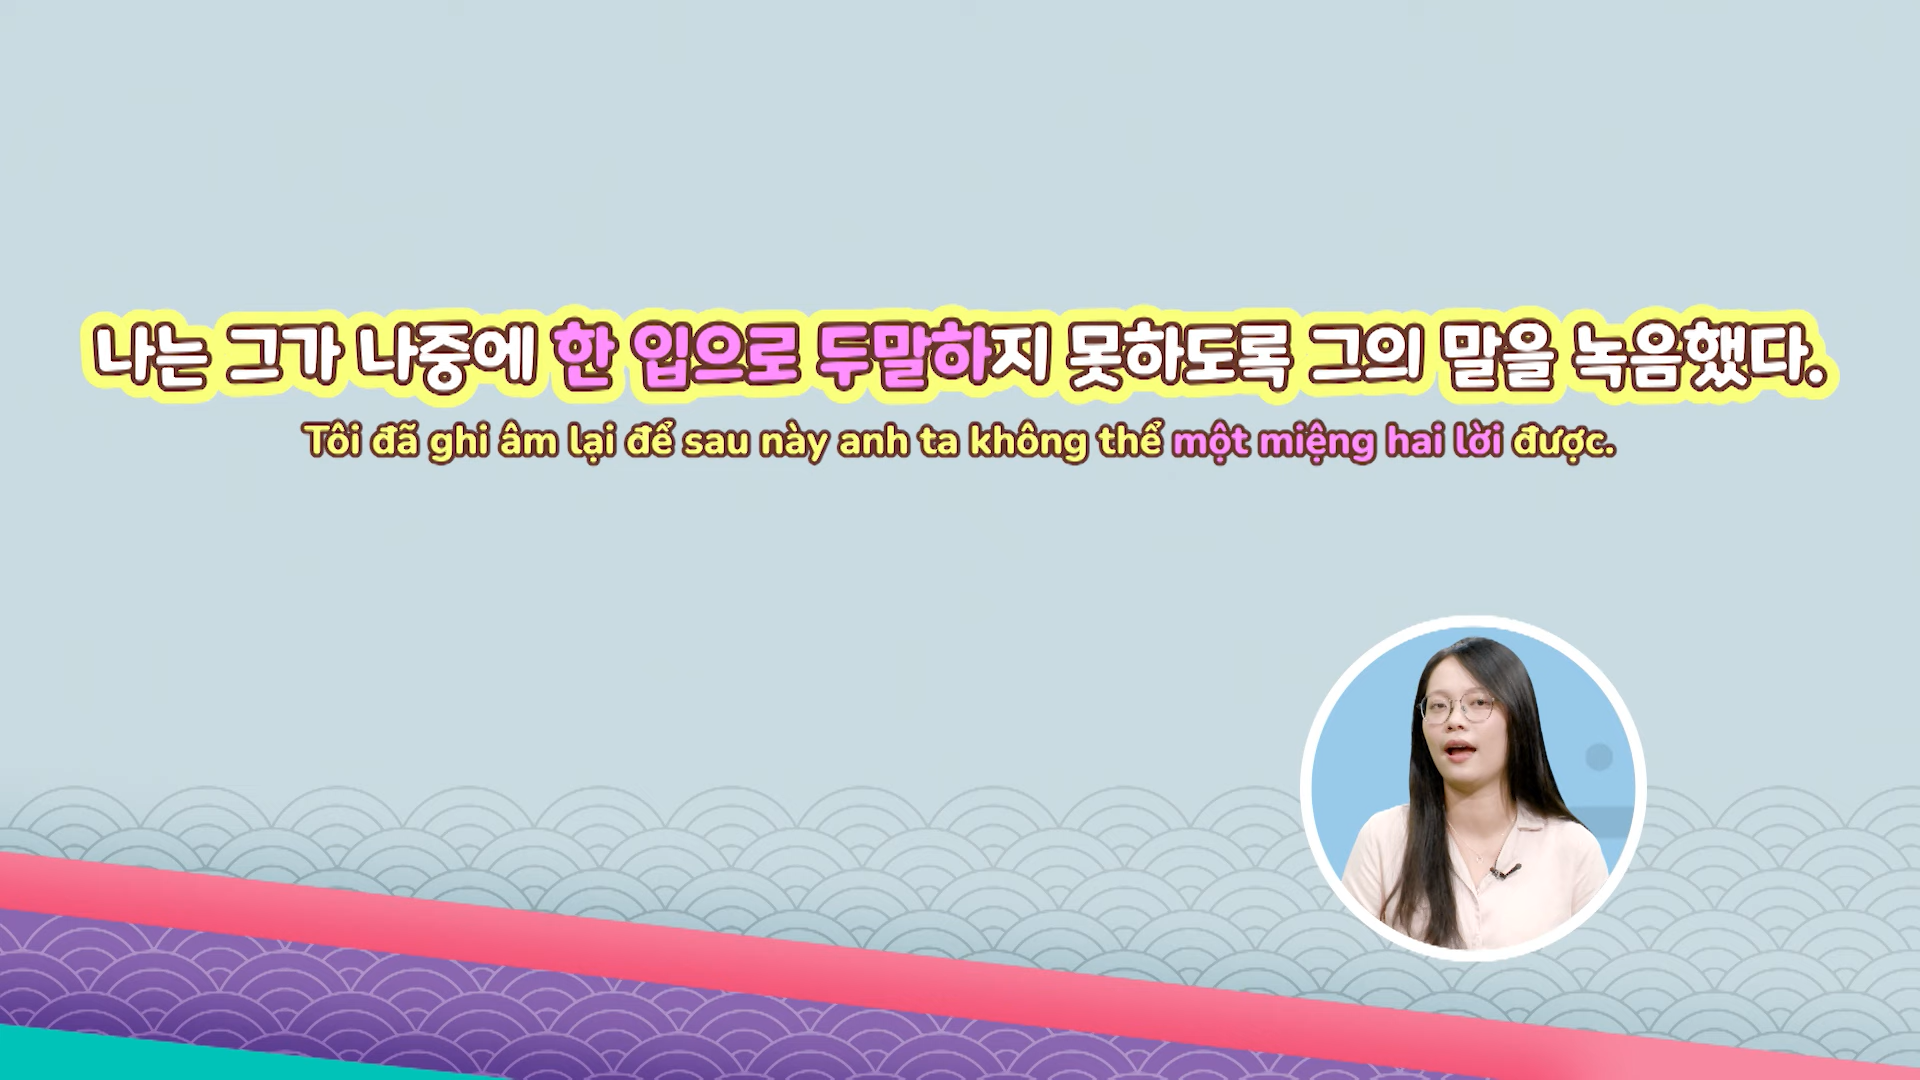 나는 그가 나중에 한 입으로 두말하지 못하도록 그의 말을 녹음했다.
Tôi đã ghi âm lại để sau này anh ta không thể một miệng hai lời được.